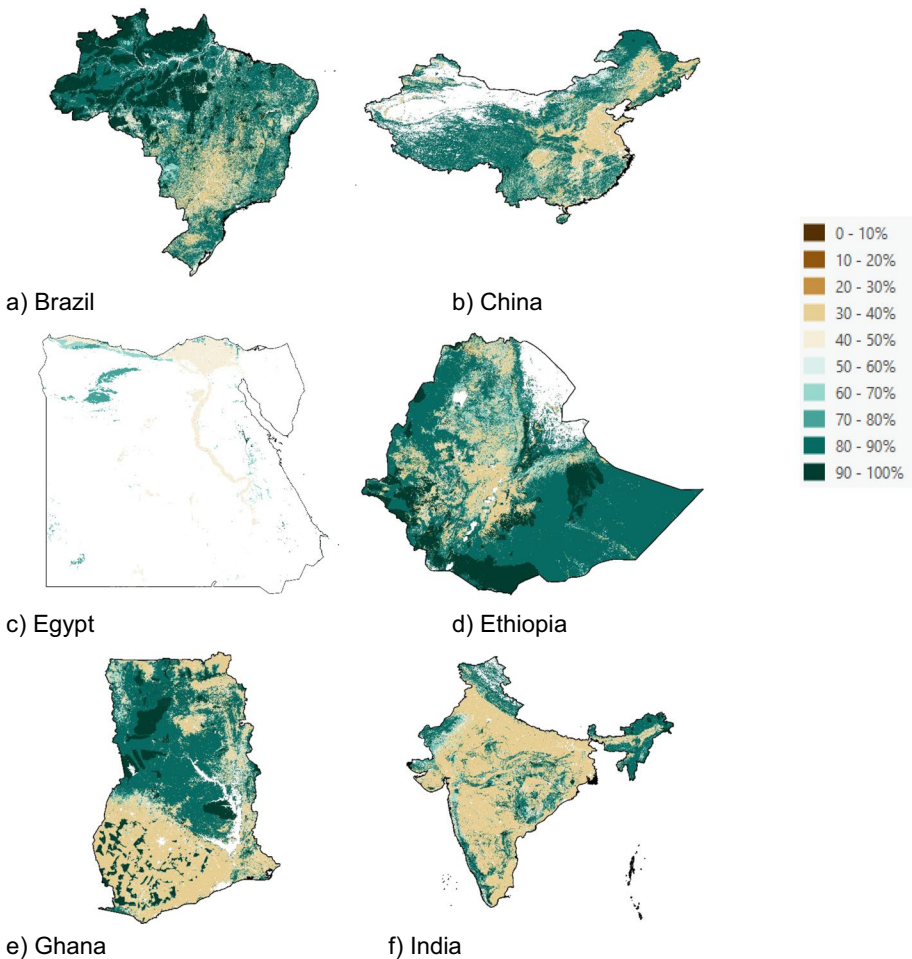 a) Brazil
b) China
0 - 10%
10 - 20%
20 - 30%
30 - 40%
40 - 50%
50 - 60%
60 - 70%
70 - 80%
80 - 90%
90 - 100%
c) Egypt
d) Ethiopia
e) Ghana
f) India